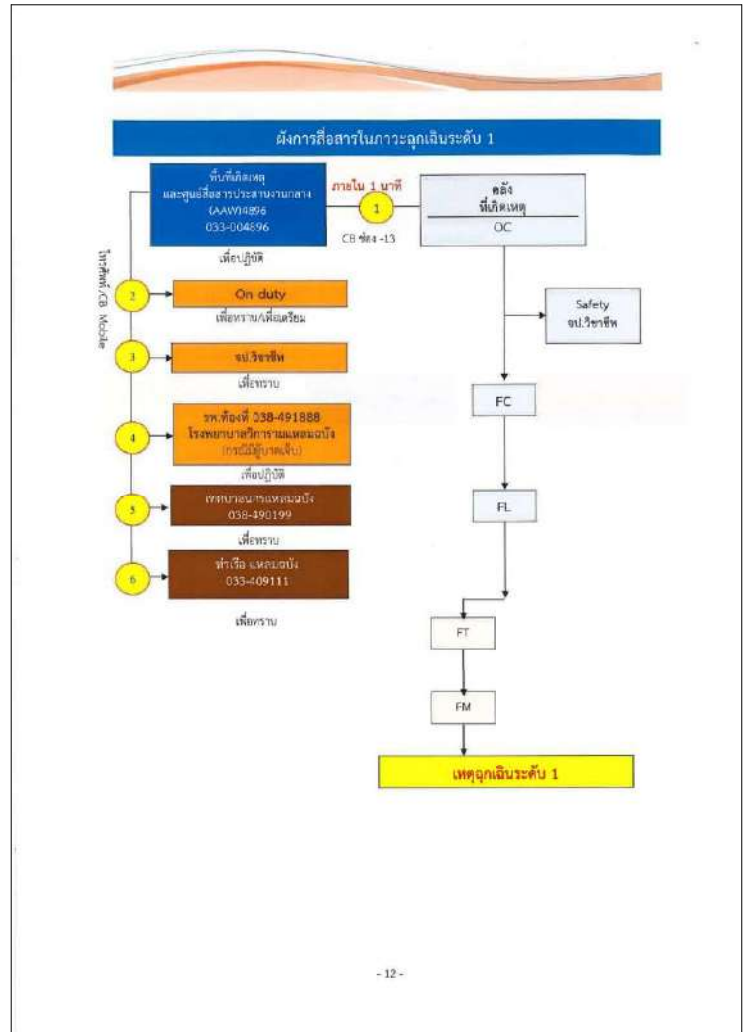 ผังการสื่อสารในภาวะฉุกเฉินระดับ 1
พื้นที่เกิดเหตุ
และศูนย์สื่อสารประสานงานกลาง
(AAW)4896
033-004896
เพื่อปฏิบัติ
ภายใน 1 นาที
1
CB ช่อง -13
คลัง
ที่เกิดเหตุ
OC
โทรศัพท์/CB Mobile
2
On duty
เพื่อทราบ/เพื่อเตรียม
3
จป.วิชาชีพ
เพื่อทราบ
4
รพ.ท้องที่ 038-491888
โรงพยาบาลวิภารามแหลมฉบัง
(กรณีมีผู้บาดเจ็บ)
เพื่อปฏิบัติ
5
เทศบาลนครแหลมฉบัง
038-490199
เพื่อทราบ
6
ท่าเรือ แหลมฉบัง
033-409111
เพื่อทราบ
Safety
จป.วิชาชีพ
FC
FL
FT
FM
เหตุฉุกเฉินระดับ 1
- 12 -